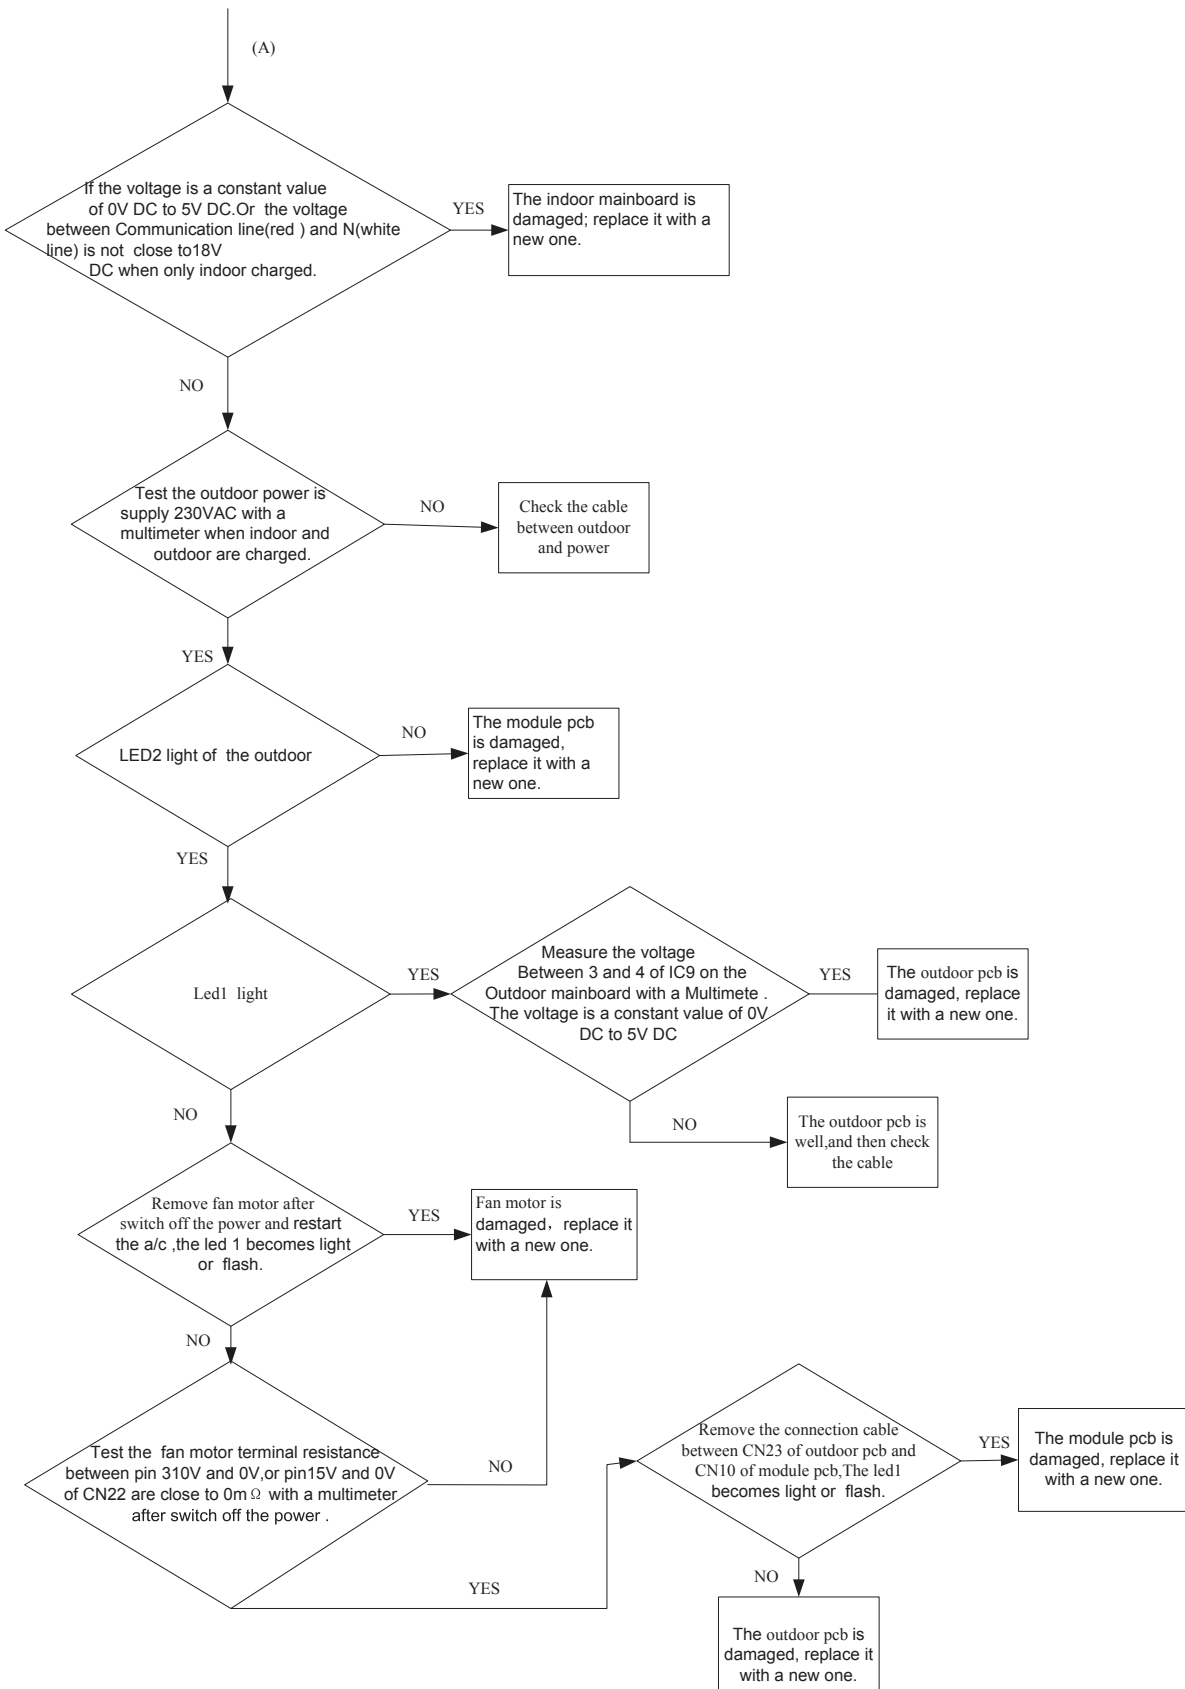 (A)
If the voltage is a constant value
of 0V DC to 5V DC.Or the voltage
between Communication line(red ) and N(white
line) is not close to18V
DC when only indoor charged.
YES
The indoor mainboard is
damaged; replace it with a
new one.
NO
Test the outdoor power is
supply 230VAC with a
multimeter when indoor and
outdoor are charged.
NO
Check the cable
between outdoor
and power
YES
LED2 light of the outdoor
NO
The module pcb
is damaged,
replace it with a
new one.
YES
Led1 light
YES
Measure the voltage
Between 3 and 4 of IC9 on the
Outdoor mainboard with a Multimete .
The voltage is a constant value of 0V
DC to 5V DC
YES
The outdoor pcb is
damaged, replace
it with a new one.
NO
The outdoor pcb is
well,and then check
the cable
NO
Remove fan motor after
switch off the power and restart
the a/c ,the led 1 becomes light
or flash.
YES
Fan motor is
damaged，replace it
with a new one.
NO
Test the fan motor terminal resistance
between pin 310V and 0V,or pin15V and 0V
of CN22 are close to 0m Ω with a multimeter
after switch off the power .
NO
YES
Remove the connection cable
between CN23 of outdoor pcb and
CN10 of module pcb,The led1
becomes light or flash.
YES
The module pcb is
damaged, replace it
with a new one.
NO
The outdoor pcb is
damaged, replace it
with a new one.